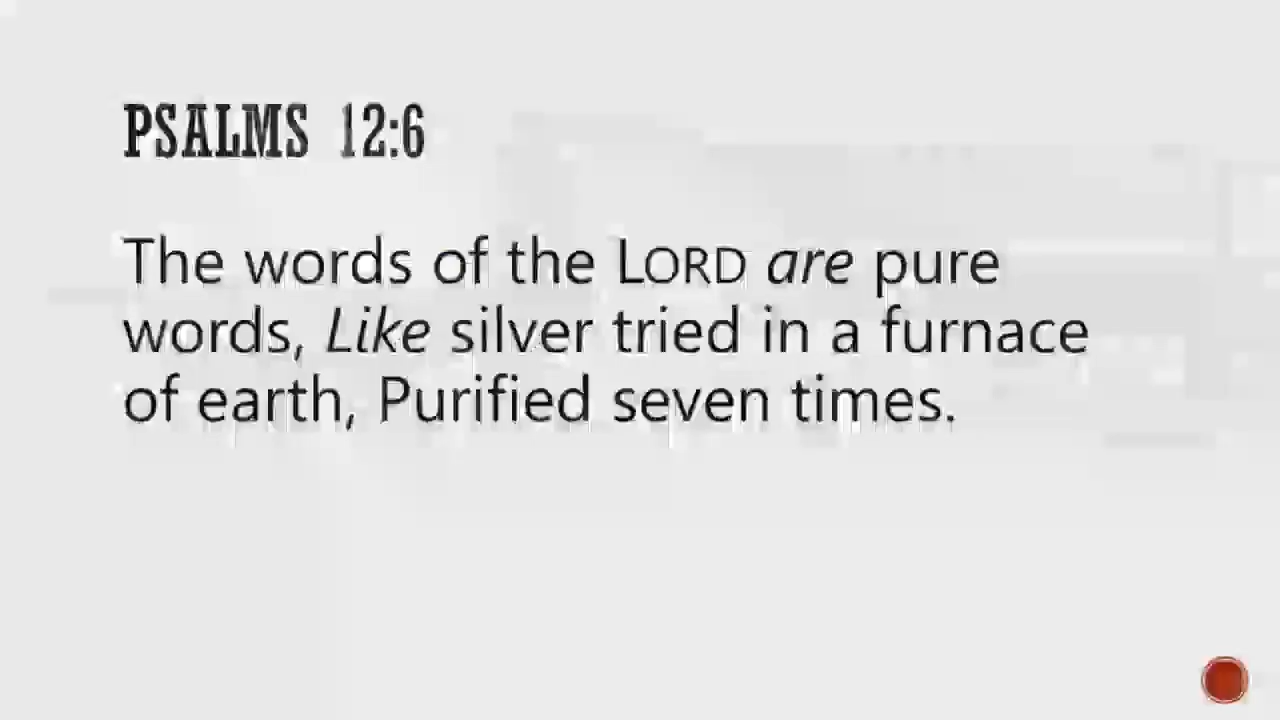 PSALMS 12:6
The words of the LORD are pure
words, Like silver tried in a furnace
of earth, Purified seven times.